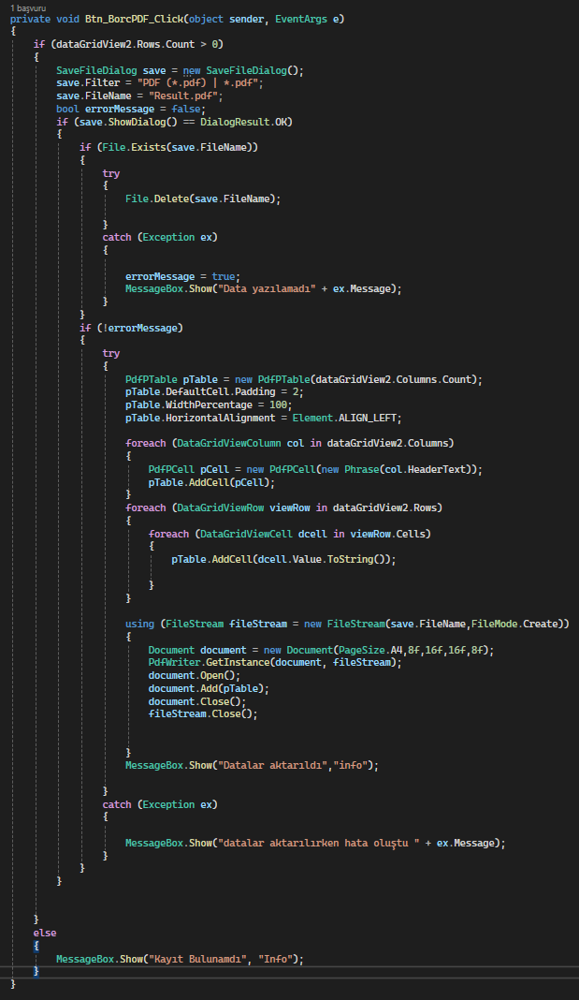 1 başvuru
private void Btn_BorcPDF_Click(object sender, EventArgs e)
{
if (dataGridView2.Rows.Count > 0)
{
SaveFileDialog save = new SaveFileDialog();
save.Filter = "PDF (*.pdf) | *.pdf";
save.FileName = "Result.pdf";
bool errorMessage = false;
if (save.ShowDialog() == DialogResult.OK)
{
if (File.Exists(save.FileName))
{
try
{
File.Delete(save.FileName);
}
catch (Exception ex)
{
errorMessage = true;
MessageBox.Show("Data yazılamadı" + ex.Message);
}
}
if (!errorMessage)
{
try
{
PdfPTable pTable = new PdfPTable(dataGridView2.Columns.Count);
pTable.DefaultCell.Padding = 2;
pTable.WidthPercentage = 100;
pTable.HorizontalAlignment = Element.ALIGN_LEFT;
foreach (DataGridViewColumn col in dataGridView2.Columns)
{
PdfPCell pCell = new PdfPCell(new Phrase(col.HeaderText));
pTable.AddCell(pCell);
}
foreach (DataGridViewRow viewRow in dataGridView2.Rows)
{
foreach (DataGridViewCell dcell in viewRow.Cells)
{
pTable.AddCell(dcell.Value.ToString());
}
}
using (FileStream fileStream = new FileStream(save.FileName,FileMode.Create))
{
Document document = new Document(PageSize.A4,8f,16f,16f,8f);
PdfWriter.GetInstance(document, fileStream);
document.Open();
document.Add(pTable);
document.Close();
fileStream.Close();
}
MessageBox.Show("Datalar aktarıldı","info");
}
catch (Exception ex)
{
MessageBox.Show("datalar aktarılırken hata oluştu " + ex.Message);
}
}
}
}
else
{
MessageBox.Show("Kayıt Bulunamdı", "Info");
}
}